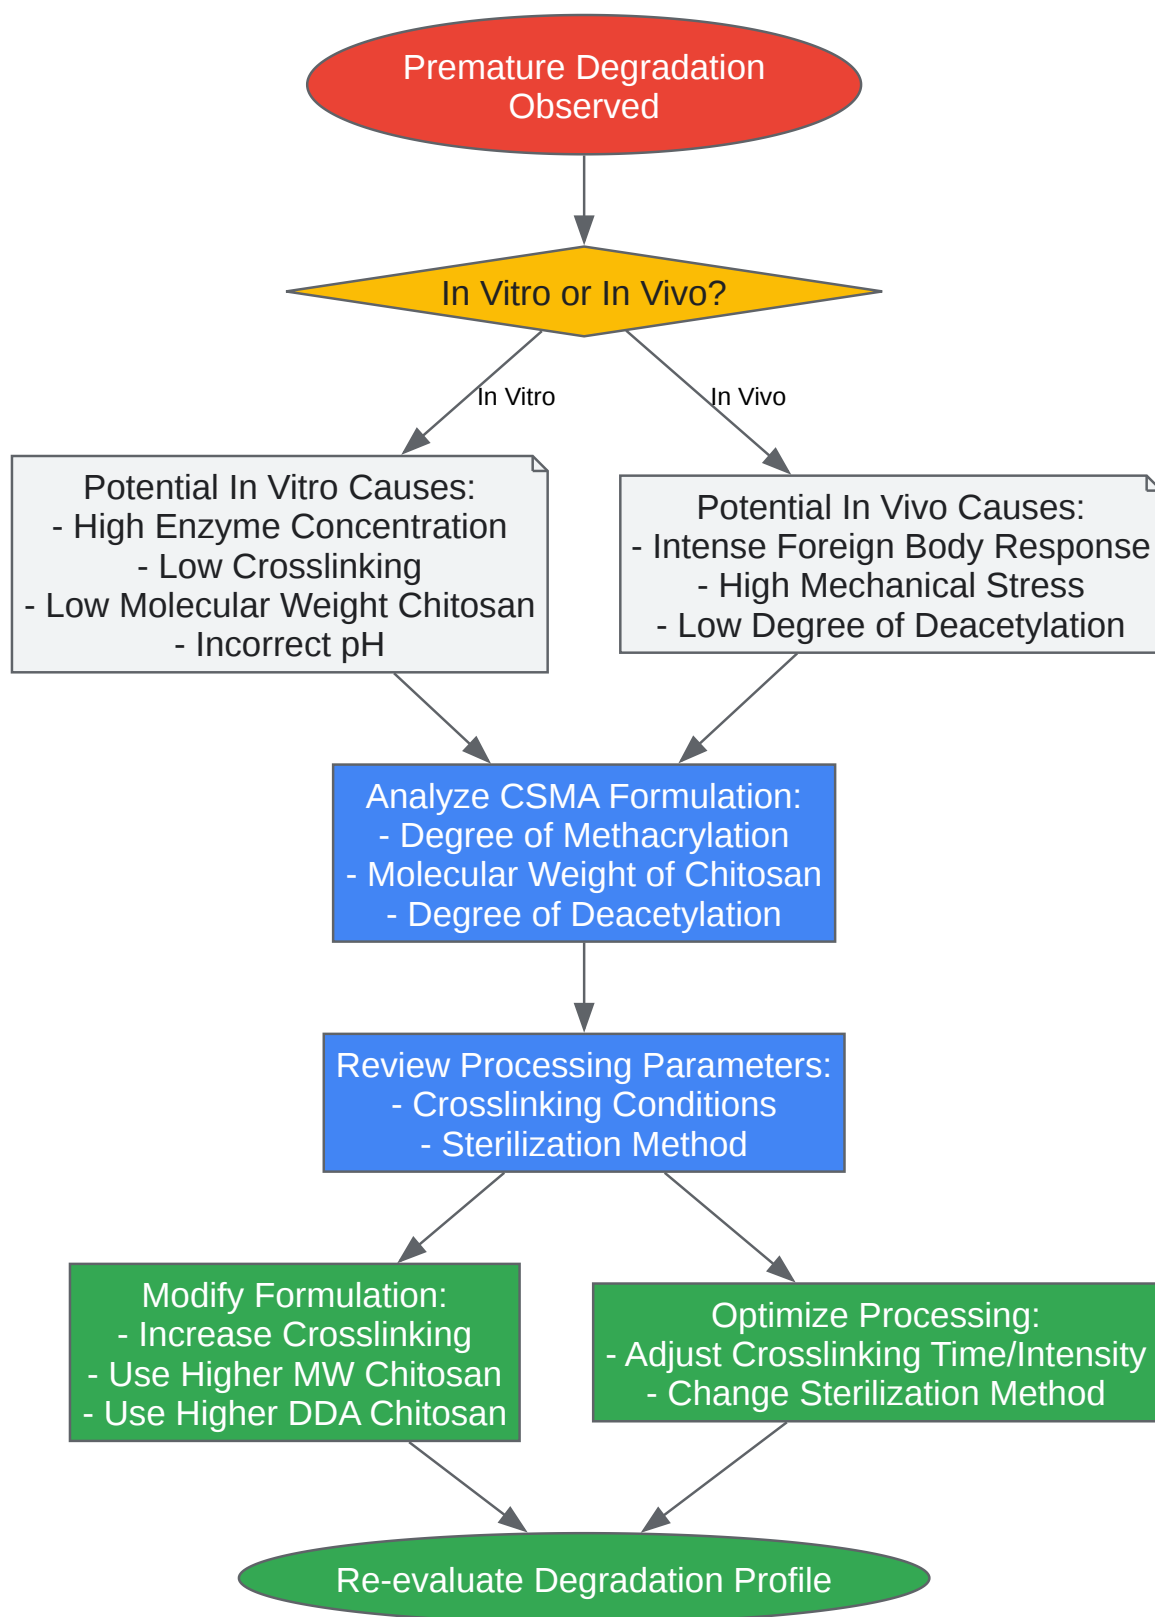 Premature Degradation
Observed
In Vitro or In Vivo?
In Vitro
In Vivo
Potential In Vitro Causes:
- High Enzyme Concentration
- Low Crosslinking
- Low Molecular Weight Chitosan
- Incorrect pH
Potential In Vivo Causes:
- Intense Foreign Body Response
- High Mechanical Stress
- Low Degree of Deacetylation
Analyze CSMA Formulation:
- Degree of Methacrylation
- Molecular Weight of Chitosan
- Degree of Deacetylation
Review Processing Parameters:
- Crosslinking Conditions
- Sterilization Method
Modify Formulation:
- Increase Crosslinking
- Use Higher MW Chitosan
- Use Higher DDA Chitosan
Optimize Processing:
- Adjust Crosslinking Time/Intensity
- Change Sterilization Method
Re-evaluate Degradation Profile